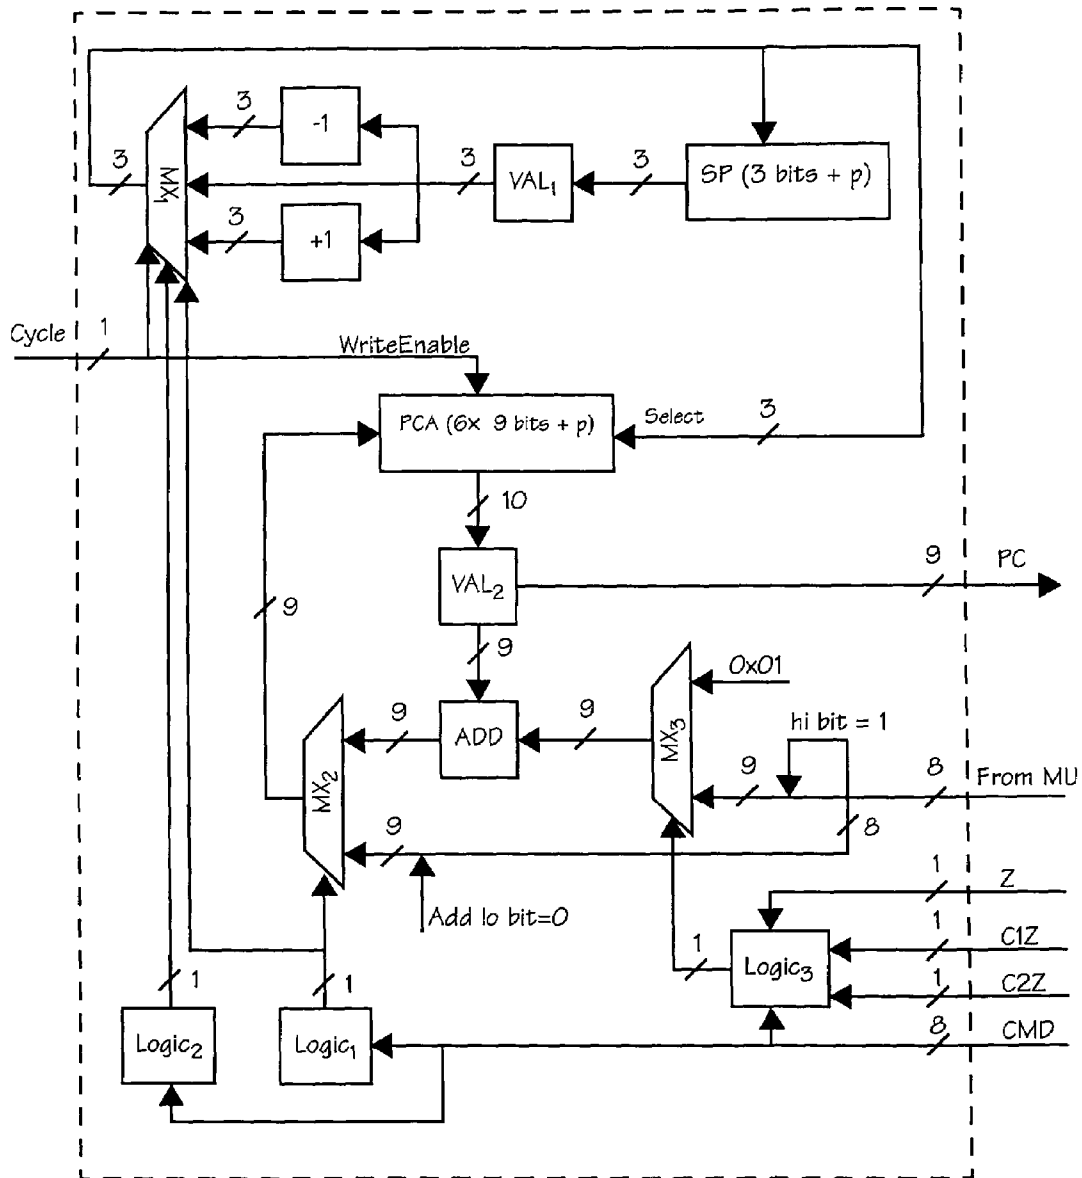 3
-1
3
MX1
3
VAL1
3
SP (3 bits + p)
3
+1
Cycle
1
WriteEnable
PCA (6x 9 bits + p)
Select
3
10
VAL2
9
PC
9
9
0x01
hi bit = 1
9
ADD
9
MX3
9
8
From MU
MX2
9
8
Add lo bit=0
1
Z
1
C1Z
1
Logic3
1
C2Z
1
1
Logic2
Logic1
8
CMD